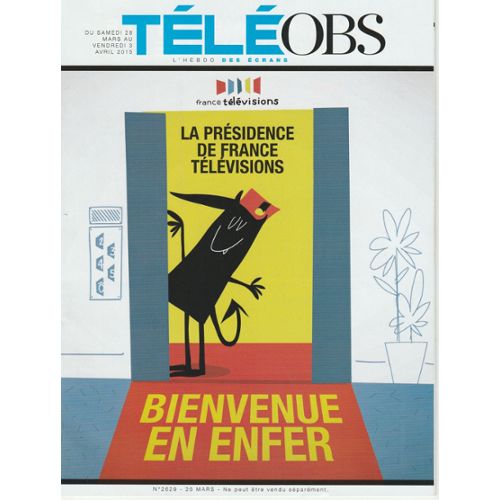 DU SAMEDI 28
MARS AU
VENDREDI 3
AVRIL 2015
TÉLÉOBS
L'HEBDO DES ÉCRANS
france télévisions
LA PRÉSIDENCE
DE FRANCE
TÉLÉVISIONS
BIENVENUE
EN ENFER
N°2629 - 26 MARS - Ne peut être vendu séparément.